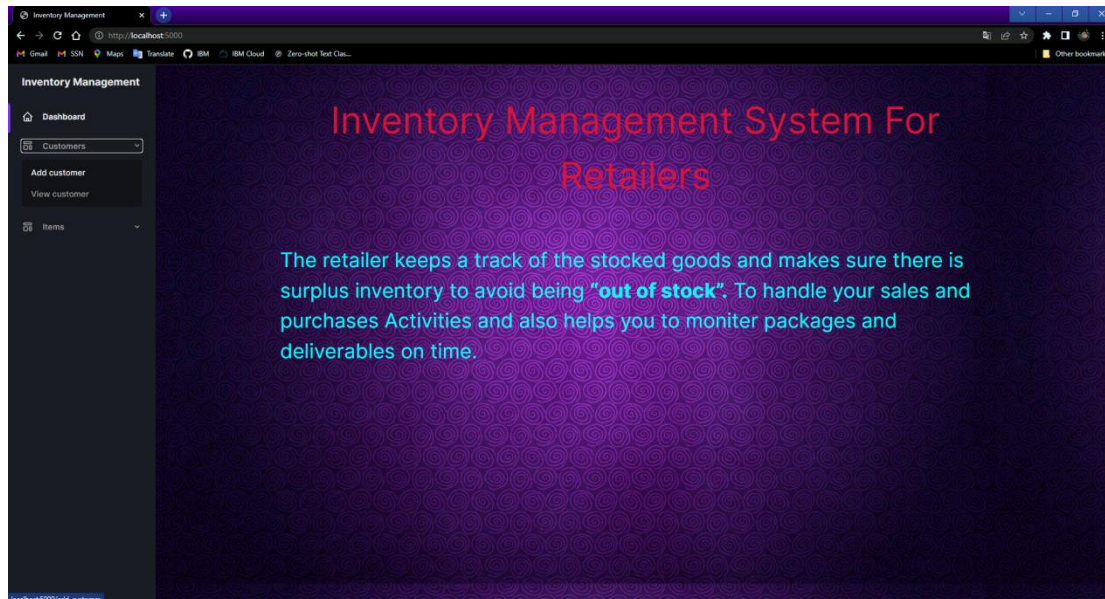 Inventory Management
http://localhost:5000
Gmail SSN Maps Translate IBM IBM Cloud Zero-shot Text Clas... Other bookmark
Inventory Management
Dashboard
Customers
Add customer
View customer
Items
Inventory Management System For
Retailers
The retailer keeps a track of the stocked goods and makes sure there is
surplus inventory to avoid being “out of stock”. To handle your sales and
purchases Activities and also helps you to moniter packages and
deliverables on time.